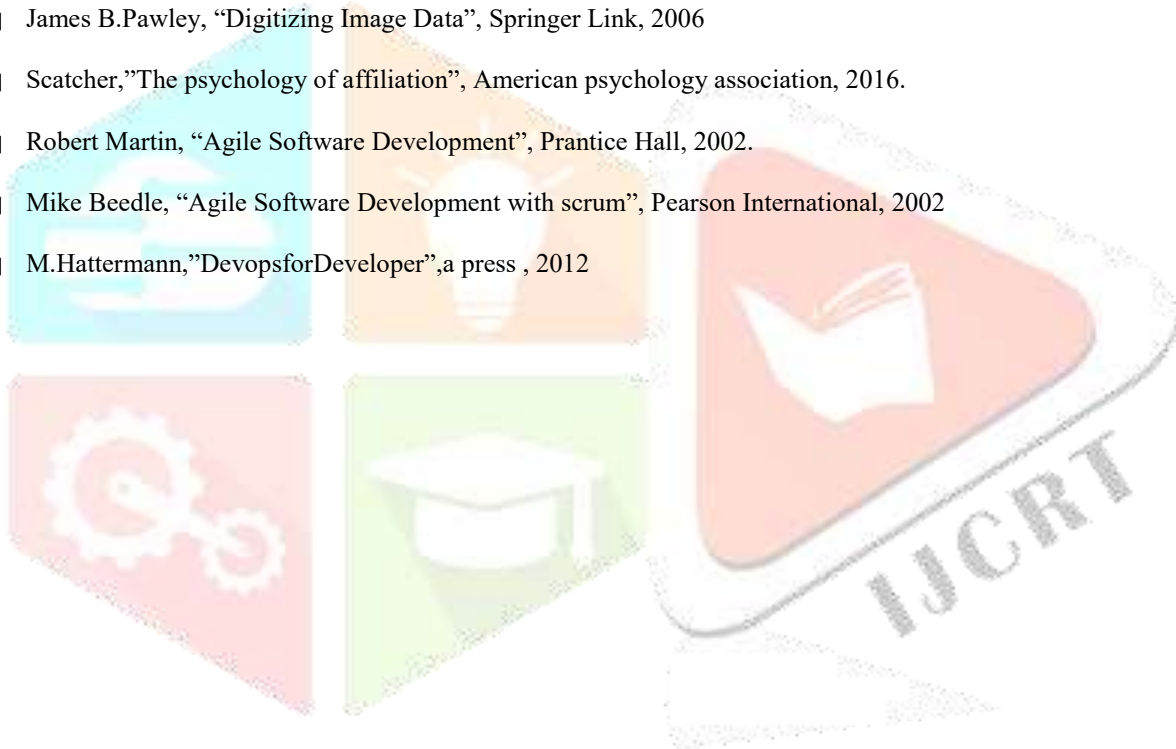 James B.Pawley, “Digitizing Image Data”, Springer Link, 2006
Scatcher,”The psychology of affiliation”, American psychology association, 2016.
Robert Martin, “Agile Software Development”, Prantice Hall, 2002.
Mike Beedle, “Agile Software Development with scrum”, Pearson International, 2002
M.Hattermann,”DevopsforDeveloper”,a press , 2012
IJCRT